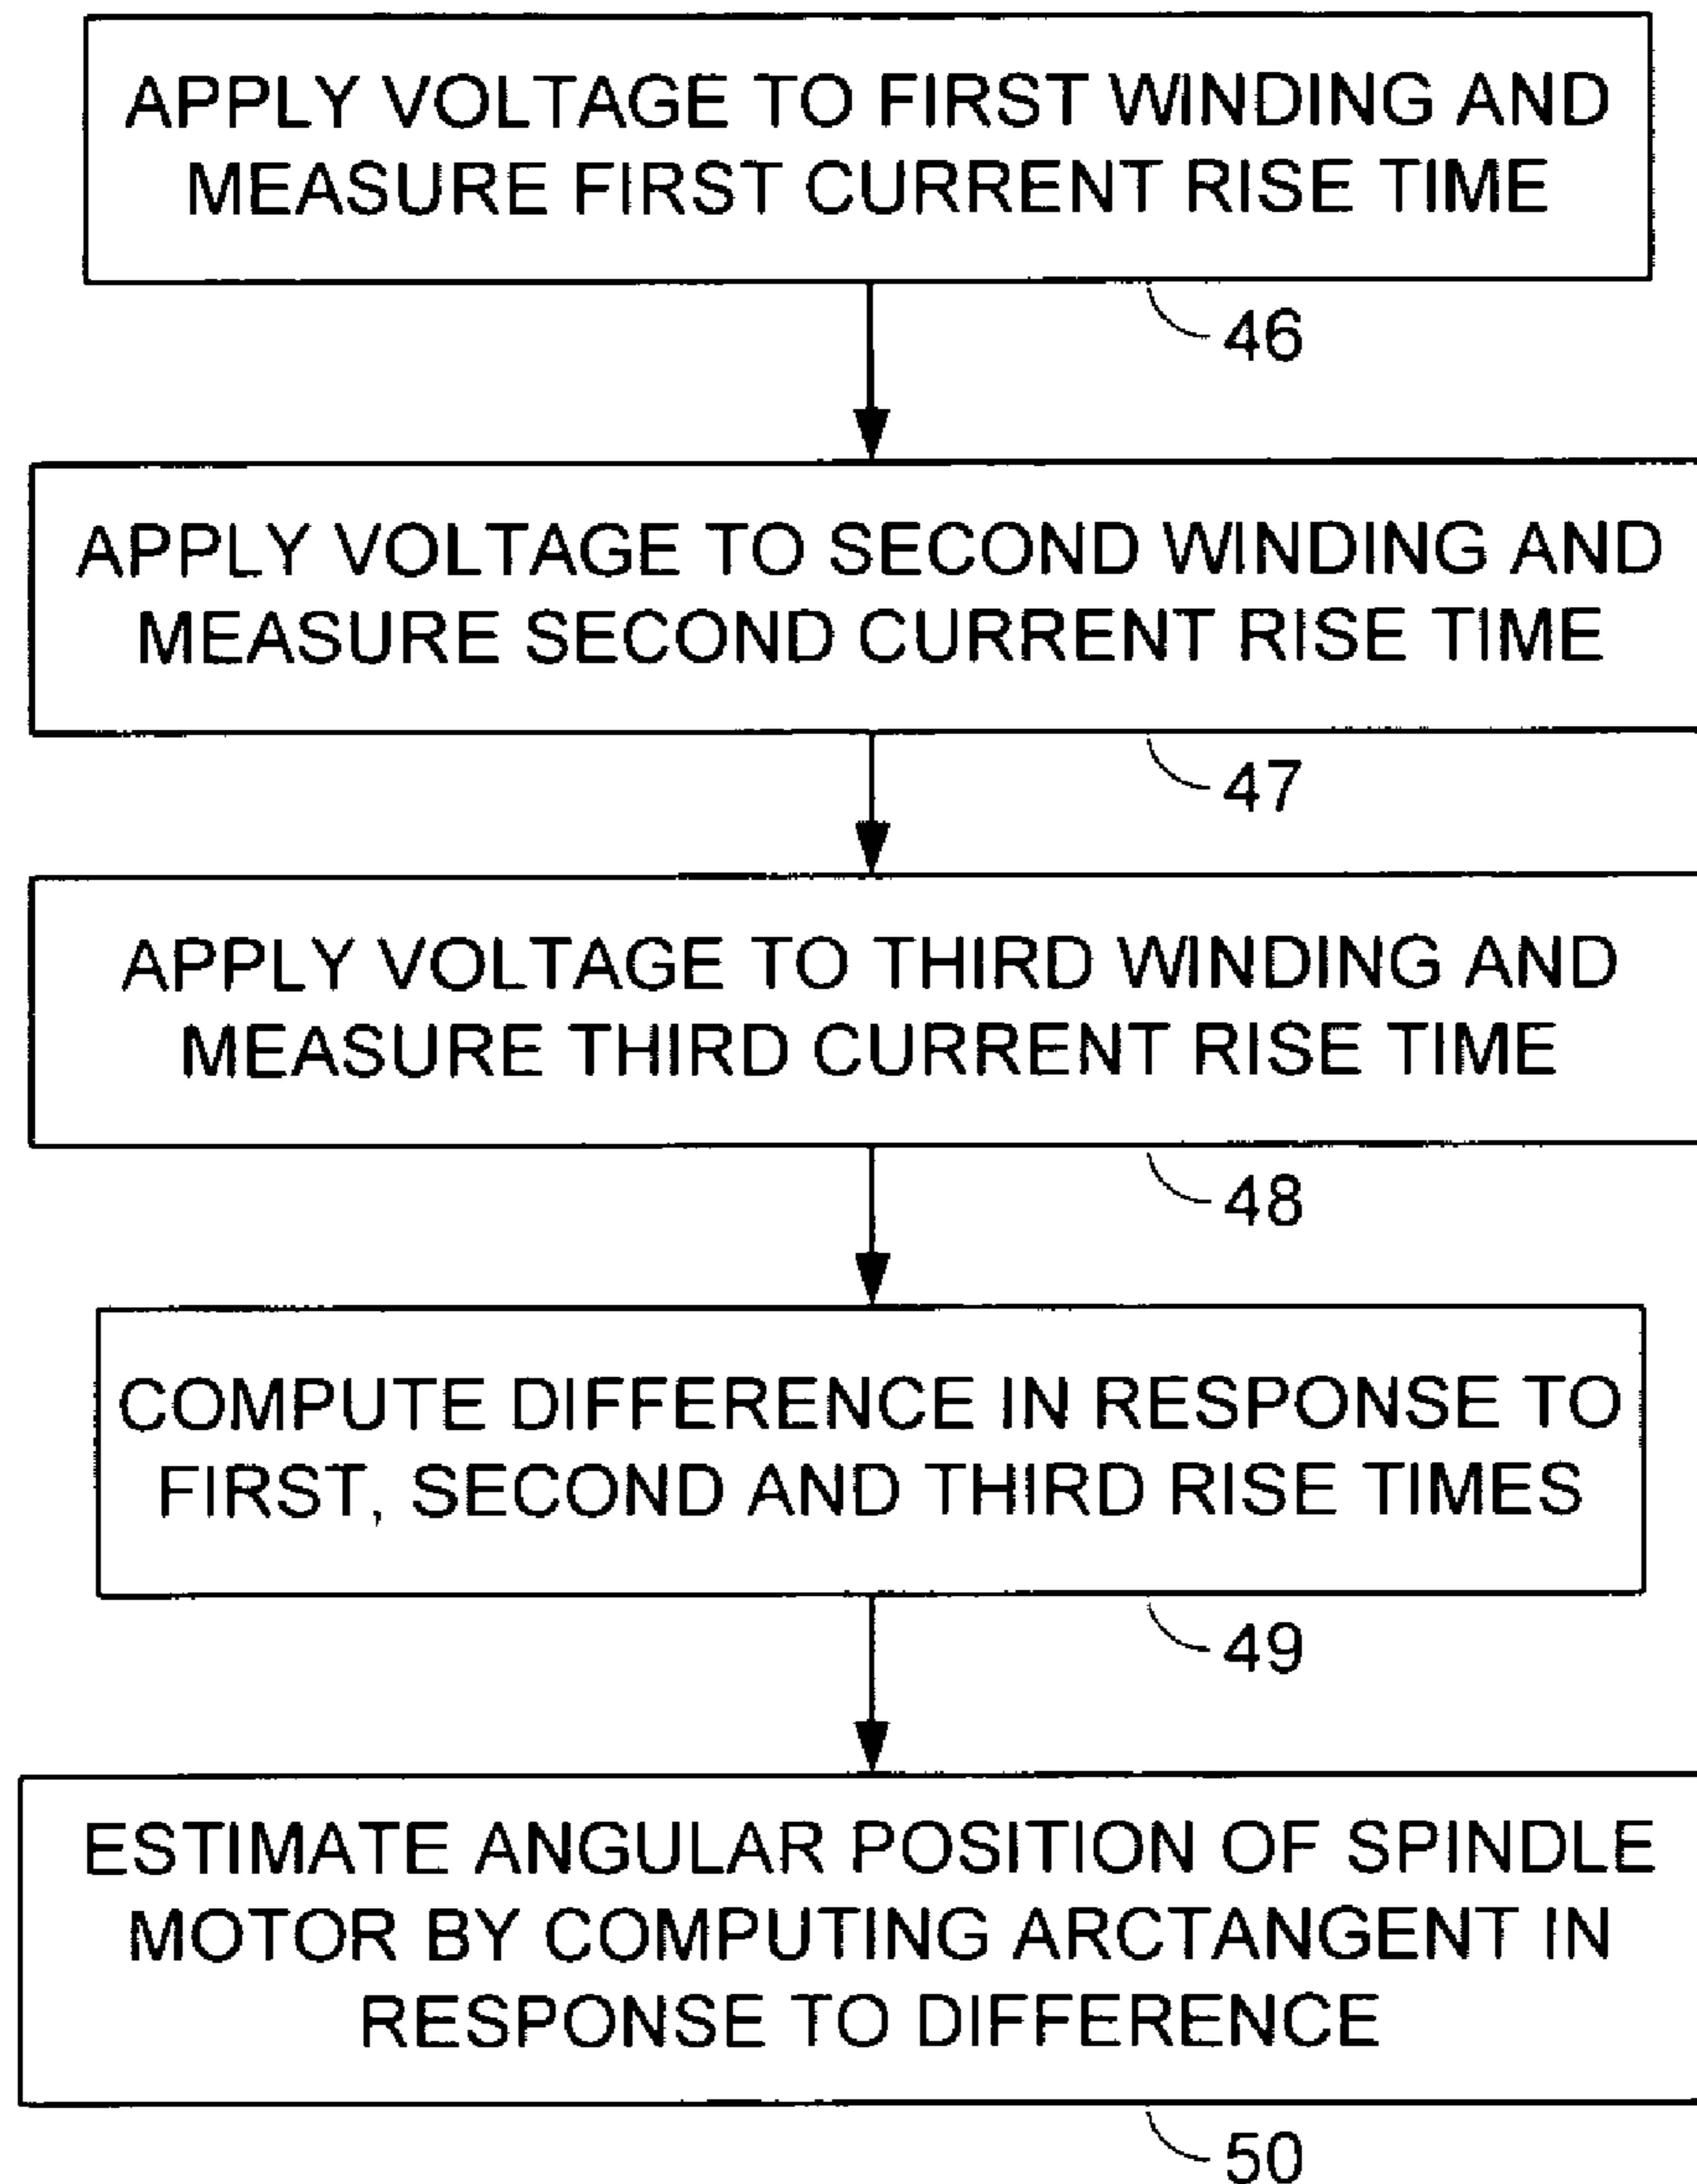 APPLY VOLTAGE TO FIRST WINDING AND
MEASURE FIRST CURRENT RISE TIME
46
APPLY VOLTAGE TO SECOND WINDING AND
MEASURE SECOND CURRENT RISE TIME
47
APPLY VOLTAGE TO THIRD WINDING AND
MEASURE THIRD CURRENT RISE TIME
48
COMPUTE DIFFERENCE IN RESPONSE TO
FIRST, SECOND AND THIRD RISE TIMES
49
ESTIMATE ANGULAR POSITION OF SPINDLE
MOTOR BY COMPUTING ARCTANGENT IN
RESPONSE TO DIFFERENCE
50